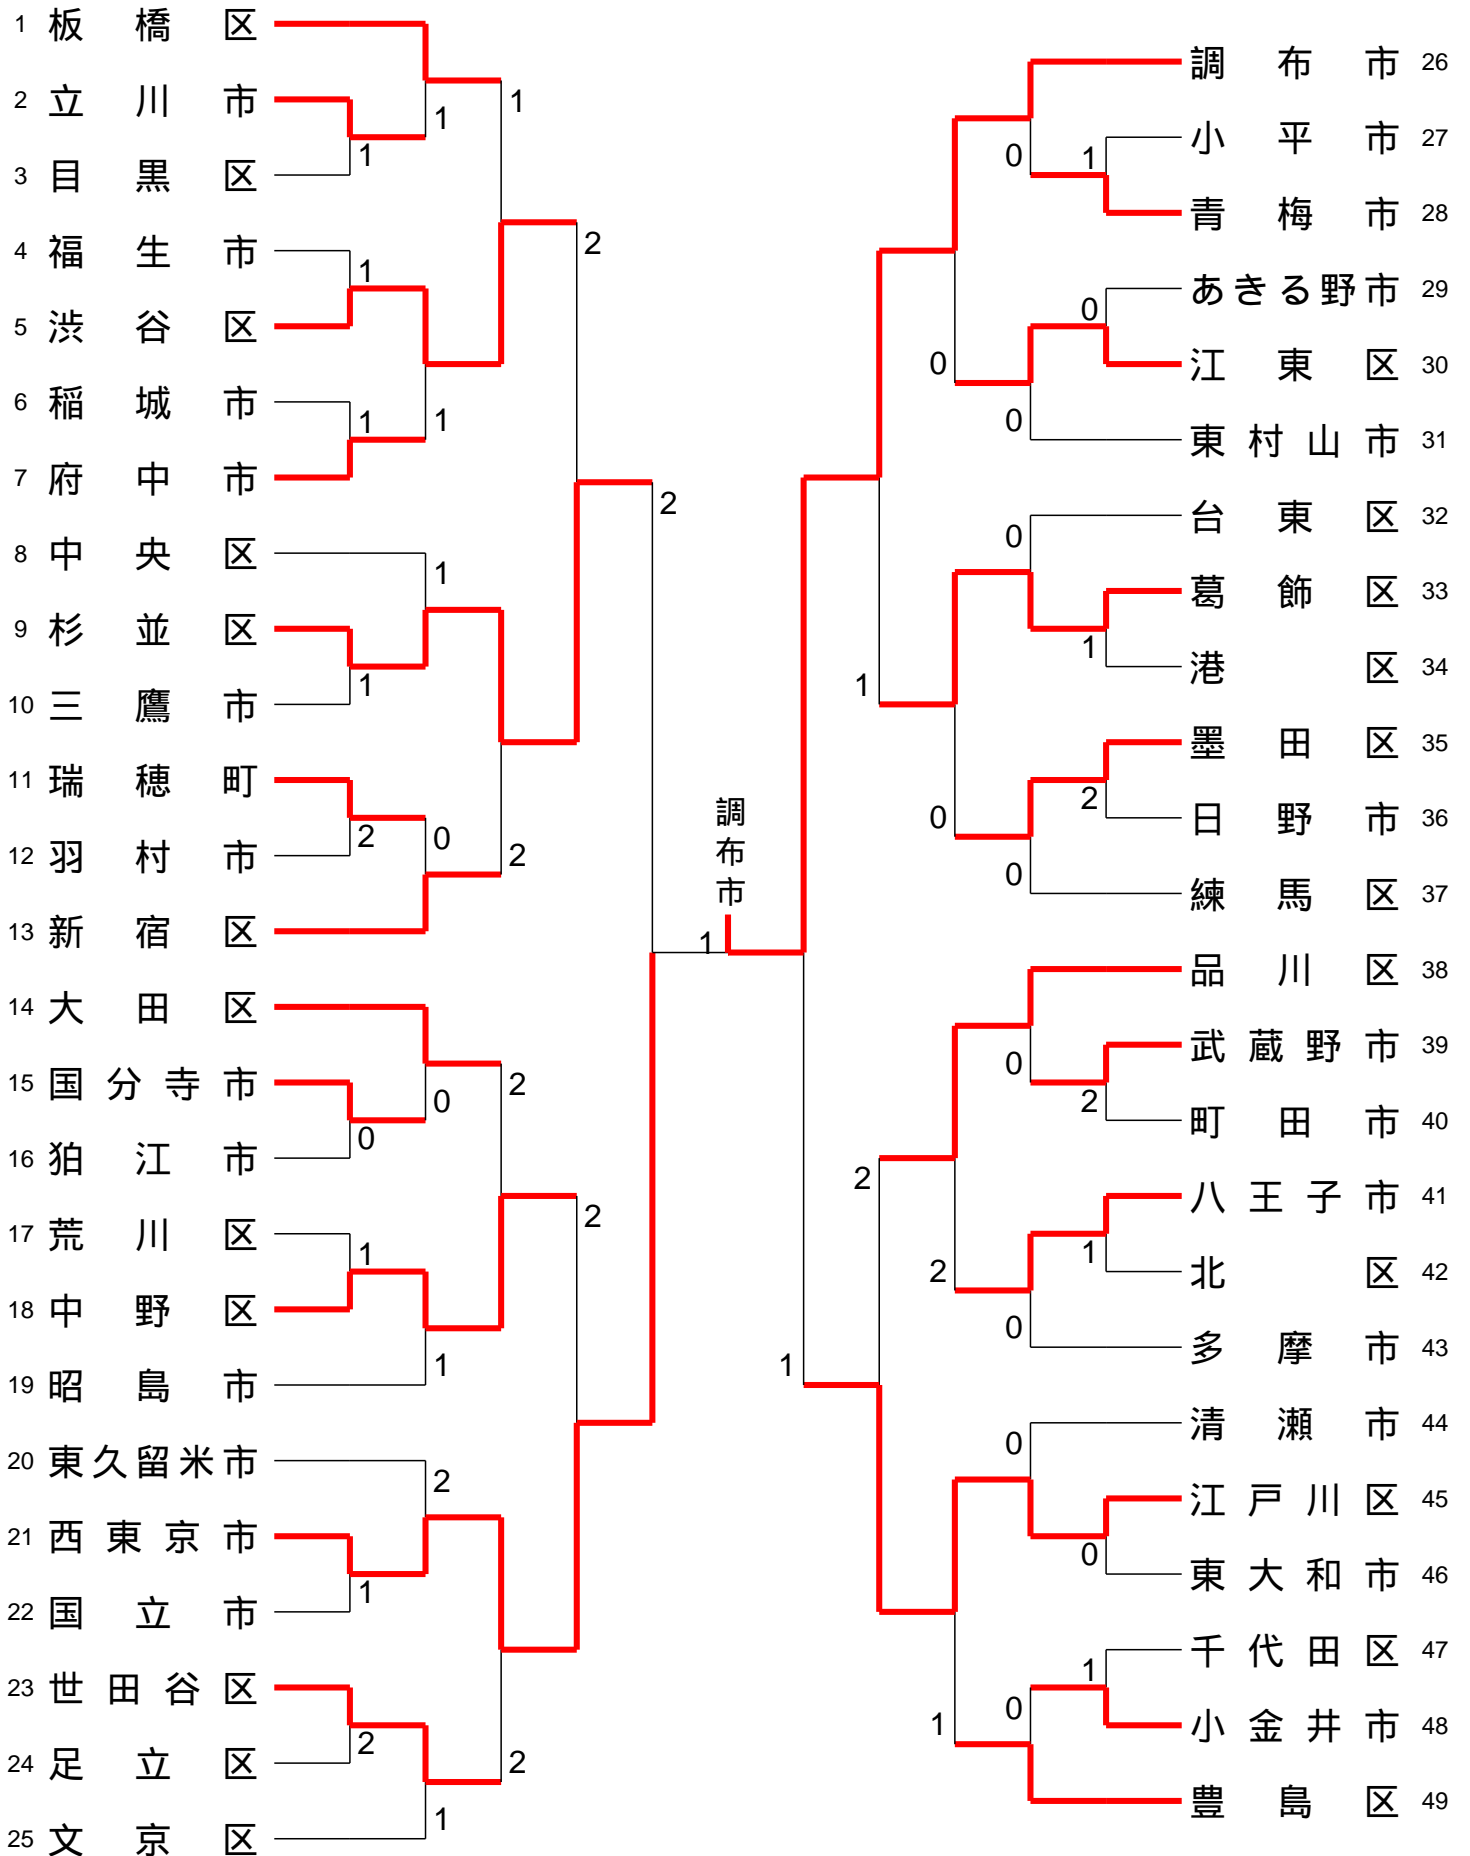 1 板橋区
2 立川市
3 目黒区
4 福生市
5 渋谷区
6 稲城市
7 府中市
8 中央区
9 杉並区
10 三鷹市
11 瑞穂町
12 羽村市
13 新宿区
14 大田区
15 国分寺市
16 狛江市
17 荒川区
18 中野区
19 昭島市
20 東久留米市
21 西東京市
22 国立市
23 世田谷区
24 足立区
25 文京区
1
1
1
1
1
1
1
1
2
0
2
0
1
1
2
1
2
1
1
2
2
2
2
2
2
1
調布市
1
1
1
2
0
0
2
1
0
0
0
0
0
0
0
0
1
0
1
2
2
1
0
1
調布市 26
小平市 27
青梅市 28
あきる野市 29
江東区 30
東村山市 31
台東区 32
葛飾区 33
港区 34
墨田区 35
日野市 36
練馬区 37
品川区 38
武蔵野市 39
町田市 40
八王子市 41
北区 42
多摩市 43
清瀬市 44
江戸川区 45
東大和市 46
千代田区 47
小金井市 48
豊島区 49